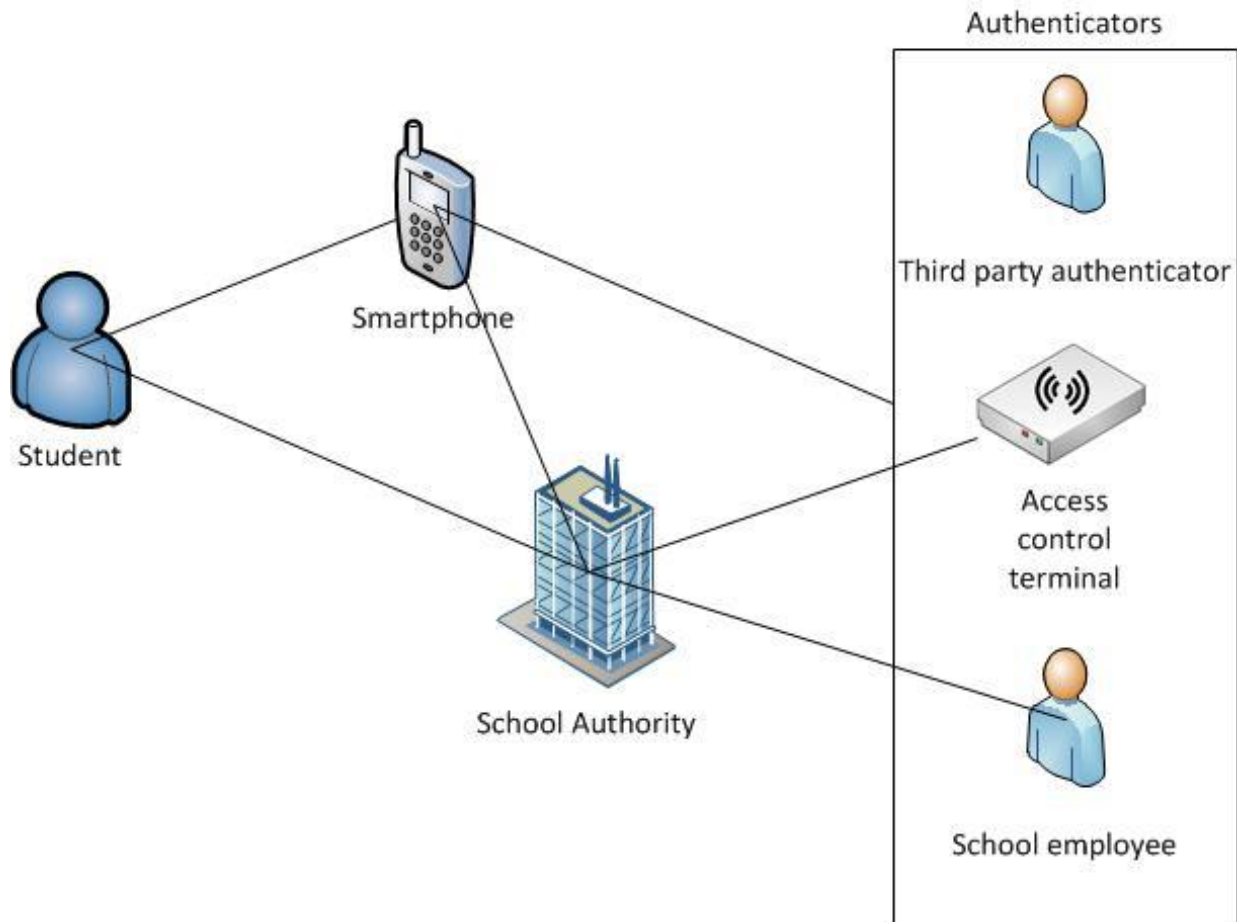 Authenticators
Third party authenticator
Smartphone
Student
Access
control
terminal
School Authority
School employee